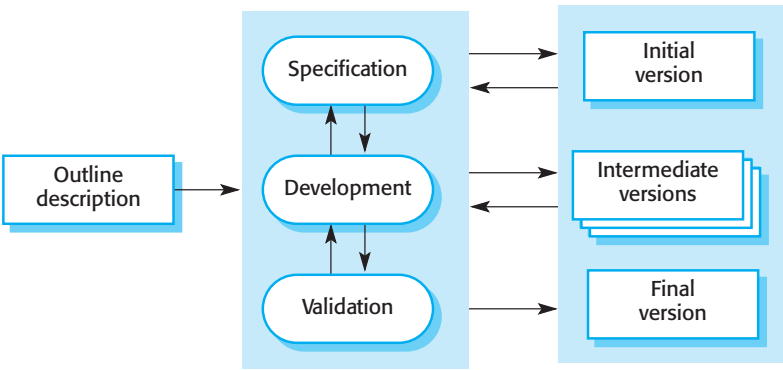 Outline
description
Specification
Development
Validation
Initial
version
Intermediate
versions
Final
version